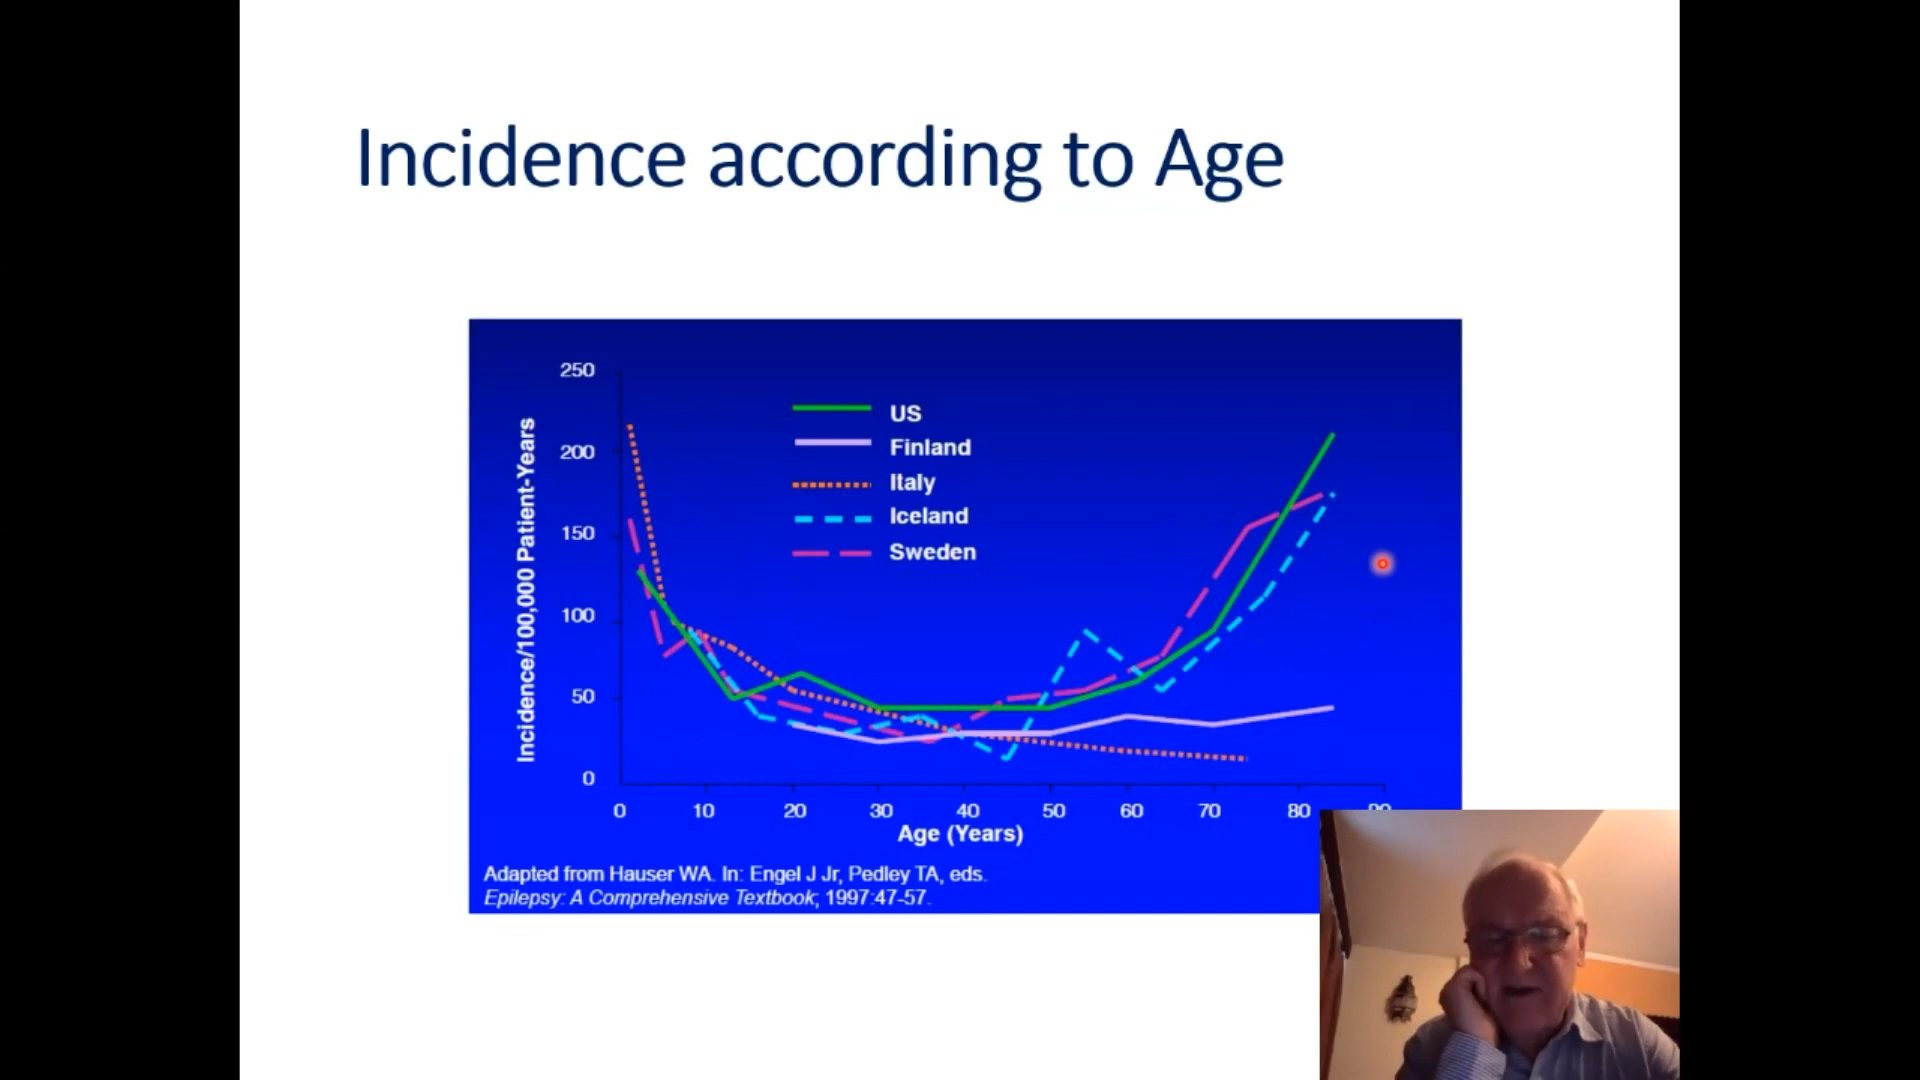 Incidence according to Age
250
200
150
100
50
0
Incidence/100,000 Patient-Years
US
Finland
Italy
Iceland
Sweden
0 10 20 30 40 50 60 70 80
Age (Years)
Adapted from Hauser WA. In: Engel J Jr, Pedley TA, eds.
Epilepsy: A Comprehensive Textbook; 1997:47-57.